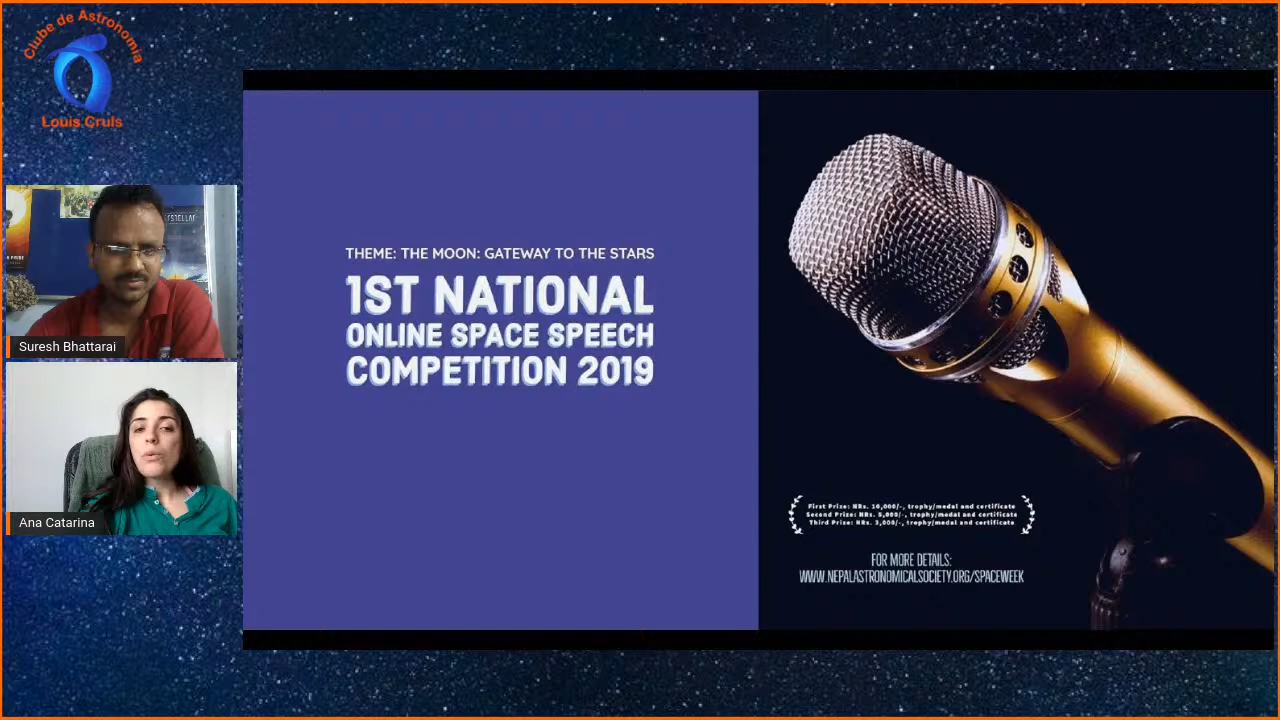 Clube de Astronomia
Louis Cruls
THEME: THE MOON: GATEWAY TO THE STARS
1ST NATIONAL
ONLINE SPACE SPEECH
COMPETITION 2019
Suresh Bhattarai
Ana Catarina
First Prize: NRs. 10,000/-, trophy/medal and certificate
Second Prize: NRs. 5,000/-, trophy/medal and certificate
Third Prize: NRs. 3,000/-, trophy/medal and certificate
FOR MORE DETAILS:
WWW.NEPALASTRONOMICALSOCIETY.ORG/SPACEWEEK